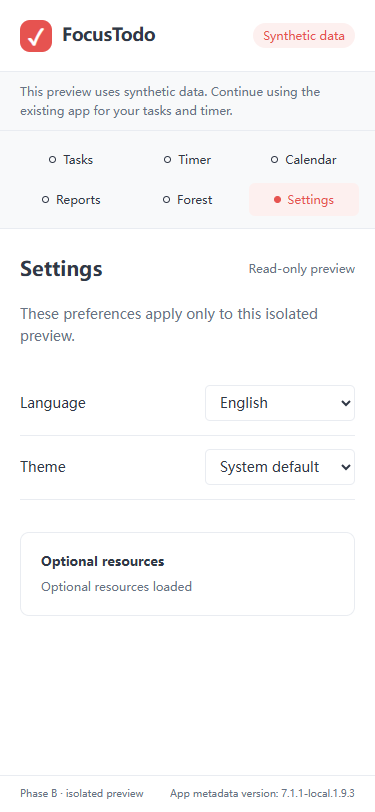 FocusTodo
Synthetic data
This preview uses synthetic data. Continue using the
existing app for your tasks and timer.
Tasks
Timer
Calendar
Reports
Forest
Settings
Settings
Read-only preview
These preferences apply only to this isolated
preview.
Language
English
Theme
System default
Optional resources
Optional resources loaded
Phase B · isolated preview
App metadata version: 7.1.1-local.1.9.3